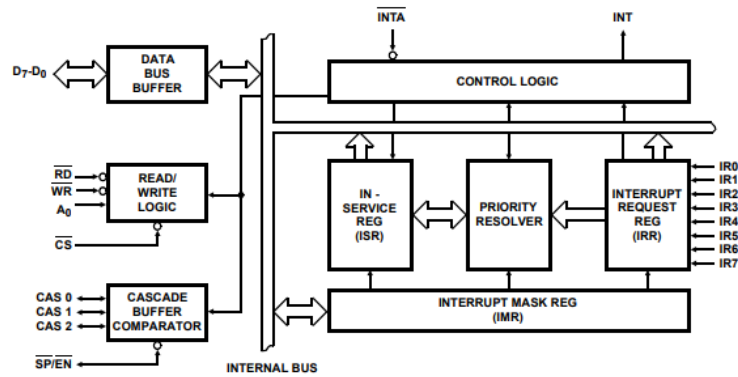 INTA
INT
D7-D0
DATA
BUS
BUFFER
CONTROL LOGIC
RD
WR
A0
CS
READ/
WRITE
LOGIC
IN -
SERVICE
REG
(ISR)
PRIORITY
RESOLVER
INTERRUPT
REQUEST
REG
(IRR)
IR0
IR1
IR2
IR3
IR4
IR5
IR6
IR7
CAS 0
CAS 1
CAS 2
SP/EN
CASCADE
BUFFER
COMPARATOR
INTERRUPT MASK REG
(IMR)
INTERNAL BUS